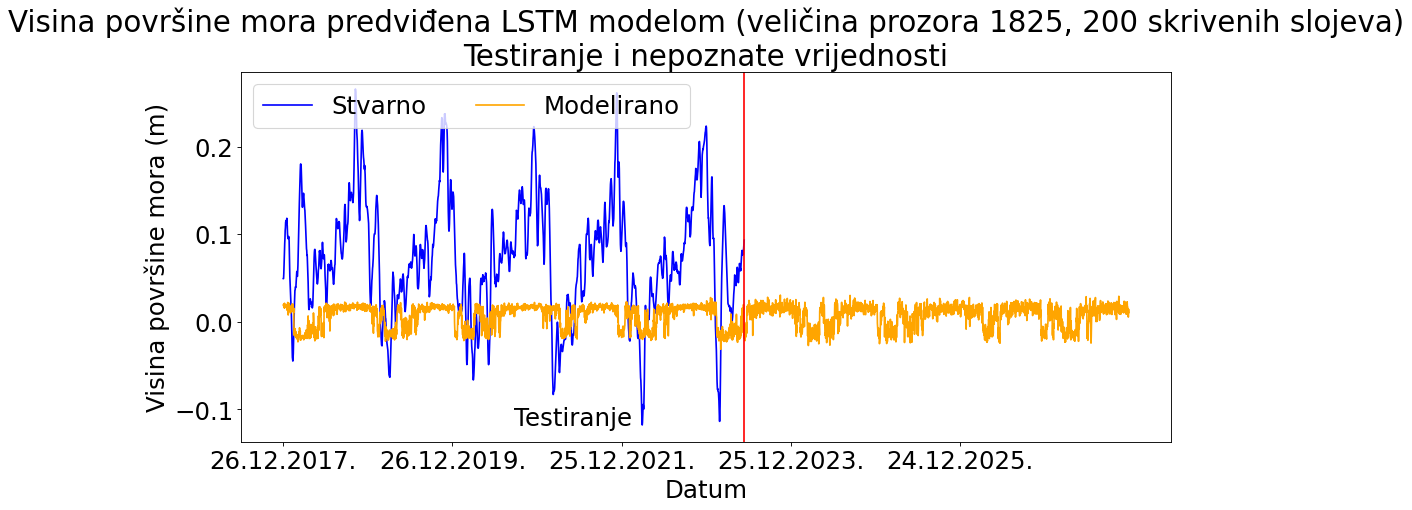 Visina površine mora predviđena LSTM modelom (veličina prozora 1825, 200 skrivenih slojeva)
Testiranje i nepoznate vrijednosti
Stvarno
Modelirano
Visina površine mora (m)
0.2
0.1
0.0
−0.1
Testiranje
26.12.2017.
26.12.2019.
25.12.2021.
25.12.2023.
24.12.2025.
Datum